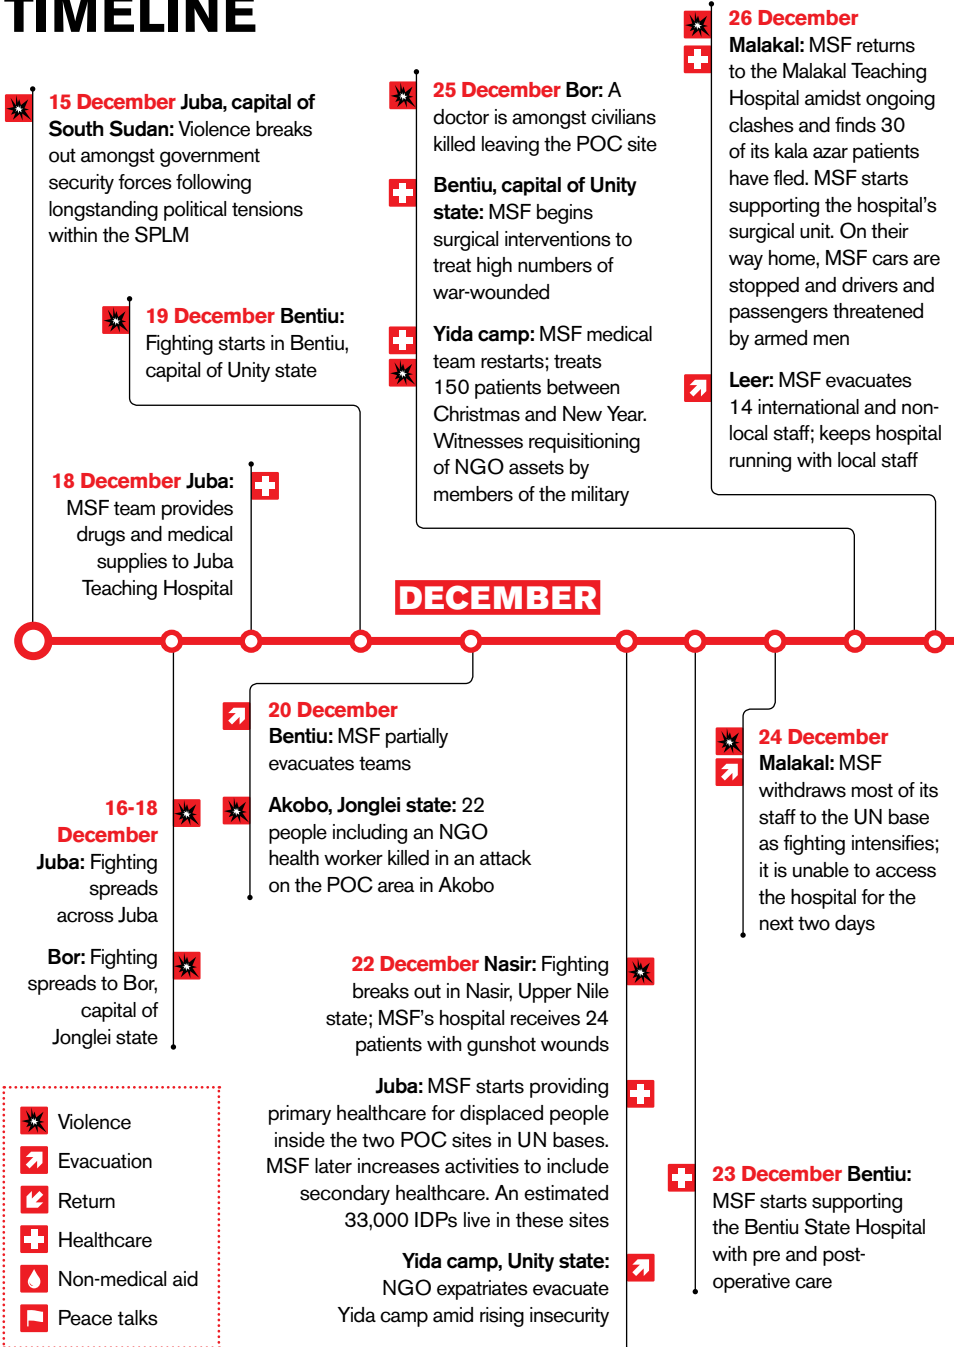 TIMELINE
15 December Juba, capital of
South Sudan: Violence breaks
out amongst government
security forces following
longstanding political tensions
within the SPLM
19 December Bentiu:
Fighting starts in Bentiu,
capital of Unity state
18 December Juba:
MSF team provides
drugs and medical
supplies to Juba
Teaching Hospital
25 December Bor: A
doctor is amongst civilians
killed leaving the POC site
Bentiu, capital of Unity
state: MSF begins
surgical interventions to
treat high numbers of
war-wounded
Yida camp: MSF medical
team restarts; treats
150 patients between
Christmas and New Year.
Witnesses requisitioning
of NGO assets by
members of the military
26 December
Malakal: MSF returns
to the Malakal Teaching
Hospital amidst ongoing
clashes and finds 30
of its kala azar patients
have fled. MSF starts
supporting the hospital's
surgical unit. On their
way home, MSF cars are
stopped and drivers and
passengers threatened
by armed men
Leer: MSF evacuates
14 international and non-
local staff; keeps hospital
running with local staff
DECEMBER
16-18
December
Juba: Fighting
spreads
across Juba
Bor: Fighting
spreads to Bor,
capital of
Jonglei state
20 December
Bentiu: MSF partially
evacuates teams
Akobo, Jonglei state: 22
people including an NGO
health worker killed in an attack
on the POC area in Akobo
22 December Nasir: Fighting
breaks out in Nasir, Upper Nile
state; MSF's hospital receives 24
patients with gunshot wounds
Juba: MSF starts providing
primary healthcare for displaced people
inside the two POC sites in UN bases.
MSF later increases activities to include
secondary healthcare. An estimated
33,000 IDPs live in these sites
Yida camp, Unity state:
NGO expatriates evacuate
Yida camp amid rising insecurity
24 December
Malakal: MSF
withdraws most of its
staff to the UN base
as fighting intensifies;
it is unable to access
the hospital for the
next two days
23 December Bentiu:
MSF starts supporting
the Bentiu State Hospital
with pre and post-
operative care
Violence
Evacuation
Return
Healthcare
Non-medical aid
Peace talks